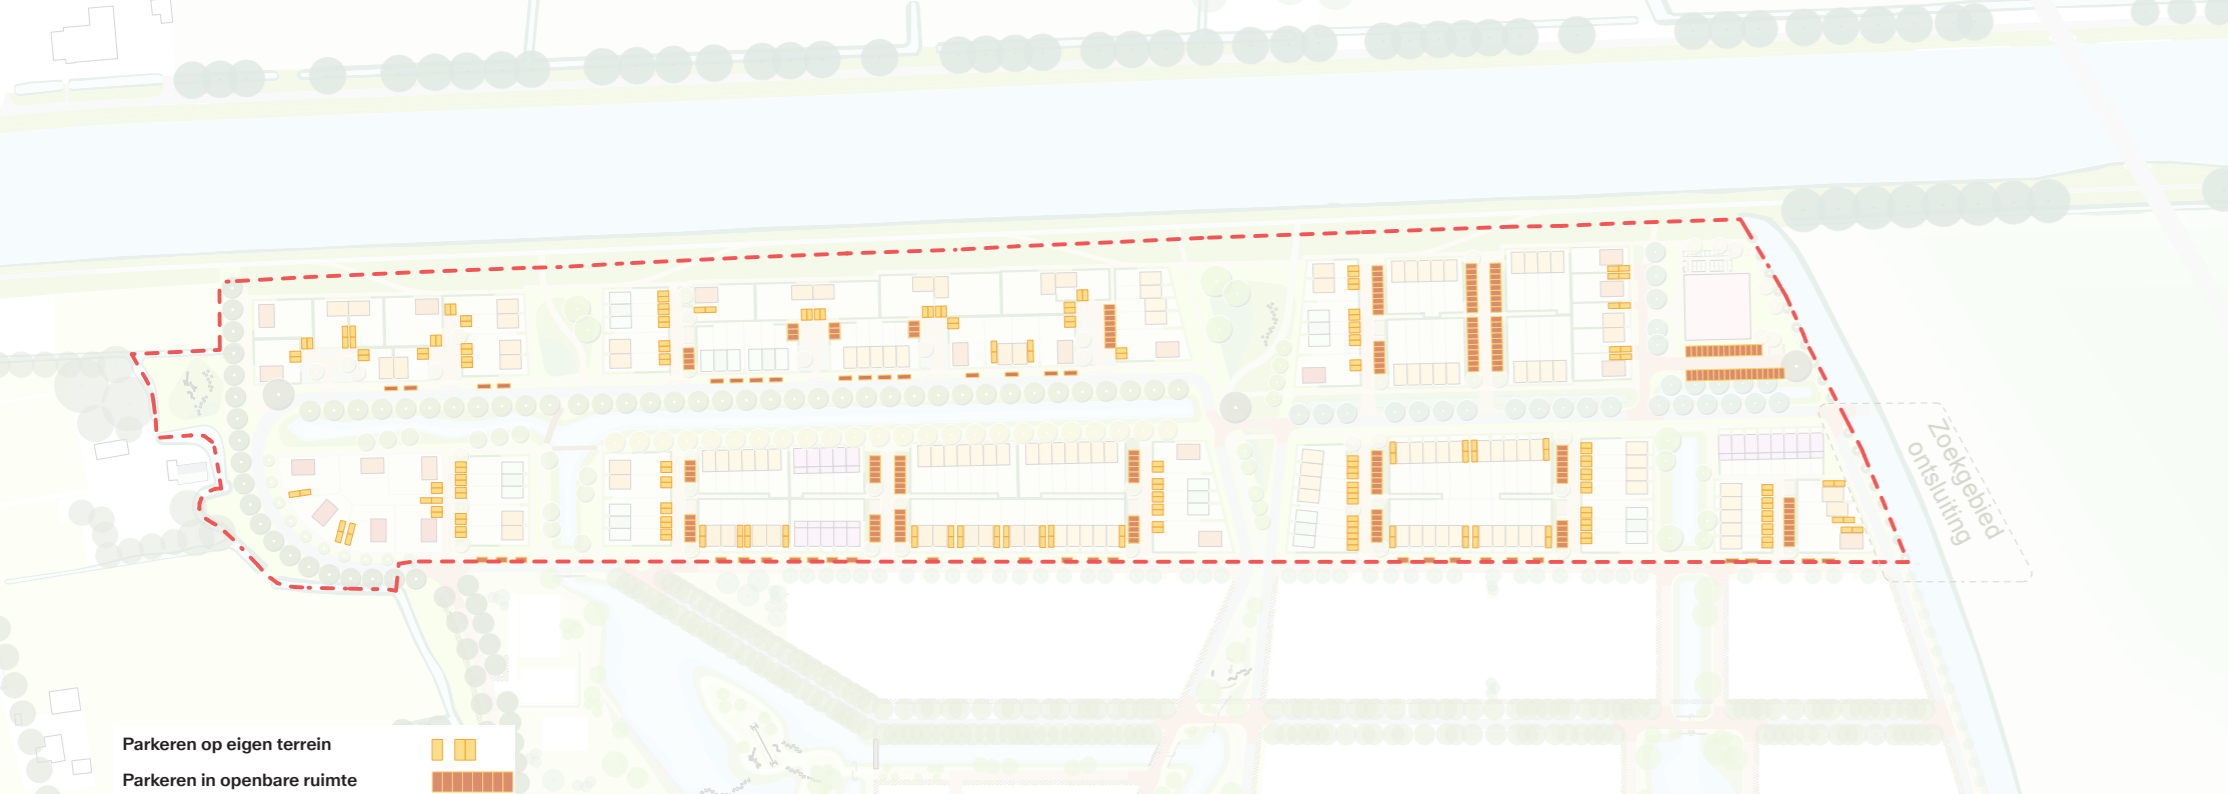 Zoekgebied
ontsluiting
Parkeren op eigen terrein
Parkeren in openbare ruimte